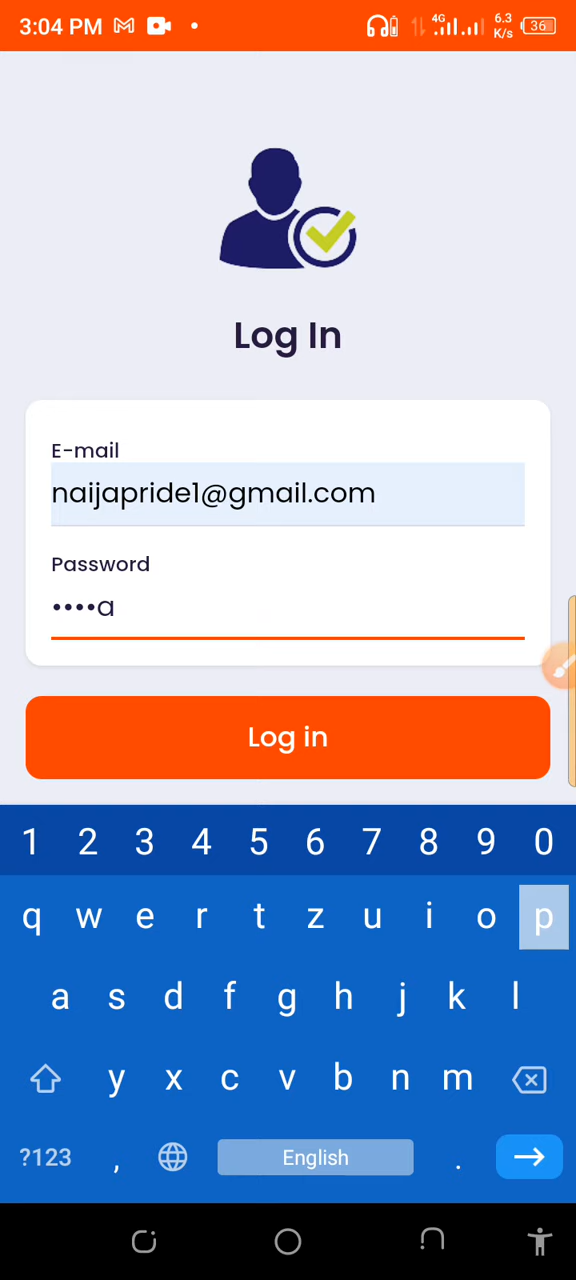 3:04 PM 4G 6.3 K/s 36
Log In
E-mail
naijapride1@gmail.com
Password
••••a
Log in
1 2 3 4 5 6 7 8 9 0
q w e r t z u i o p
a s d f g h j k l
y x c v b n m
?123 , English .